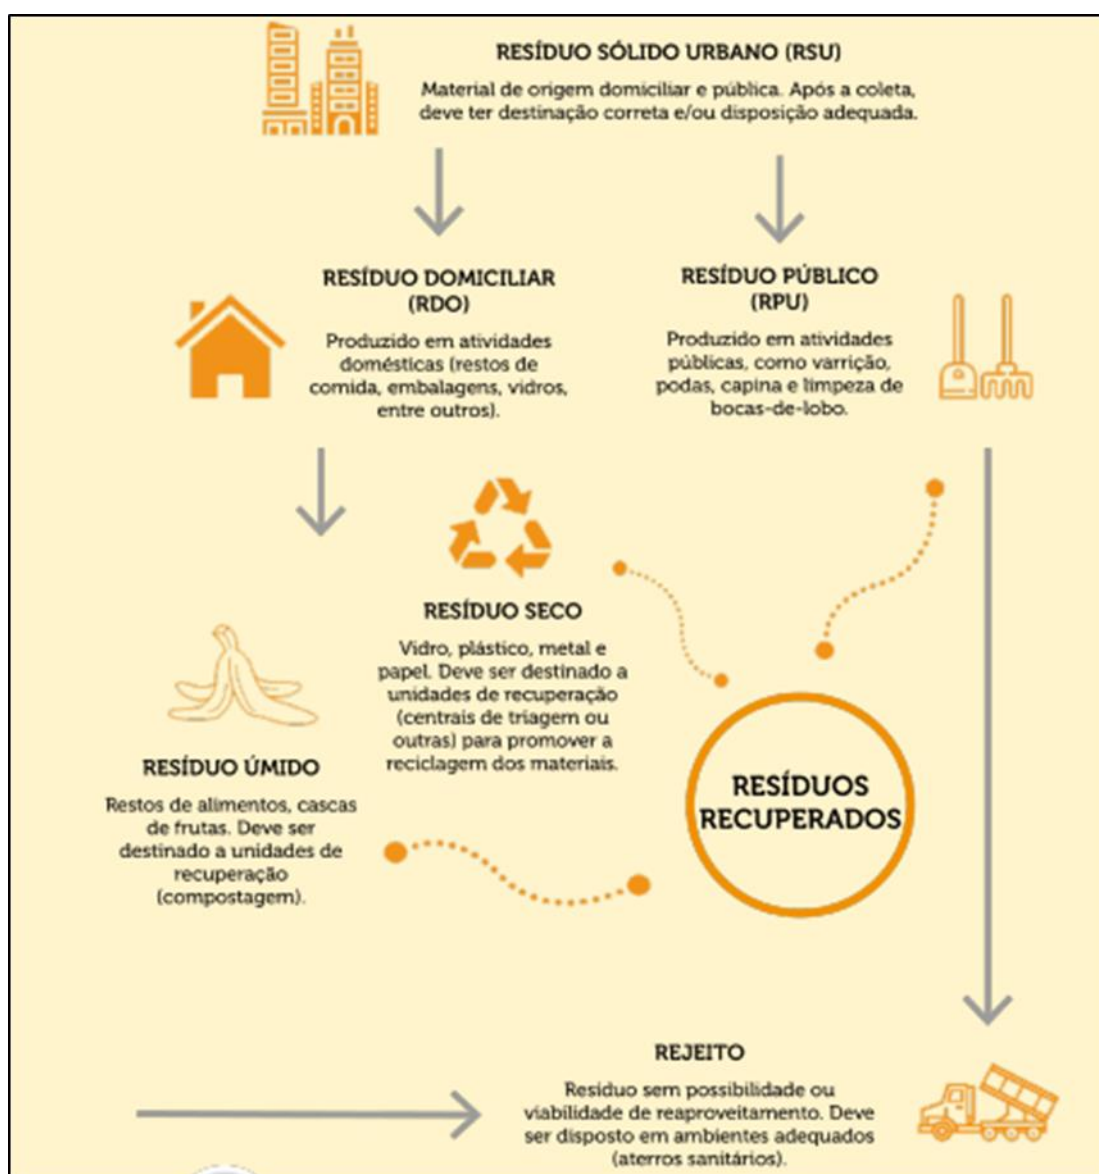 RESÍDUO SÓLIDO URBANO (RSU)
Material de origem domiciliar e pública. Após a coleta,
deve ter destinação correta e/ou disposição adequada.
RESÍDUO DOMICILIAR
(RDO)
Produzido em atividades
domésticas (restos de
comida, embalagens, vidros,
entre outros).
RESÍDUO PÚBLICO
(RPU)
Produzido em atividades
públicas, como varrição,
podas, capina e limpeza de
bocas-de-lobo.
RESÍDUO SECO
Vidro, plástico, metal e
papel. Deve ser destinado a
unidades de recuperação
(centrais de triagem ou
outras) para promover a
reciclagem dos materiais.
RESÍDUO ÚMIDO
Restos de alimentos, cascas
de frutas. Deve ser
destinado a unidades de
recuperação
(compostagem).
RESÍDUOS
RECUPERADOS
REJEITO
Resíduo sem possibilidade ou
viabilidade de reaproveitamento. Deve
ser disposto em ambientes adequados
(aterros sanitários).